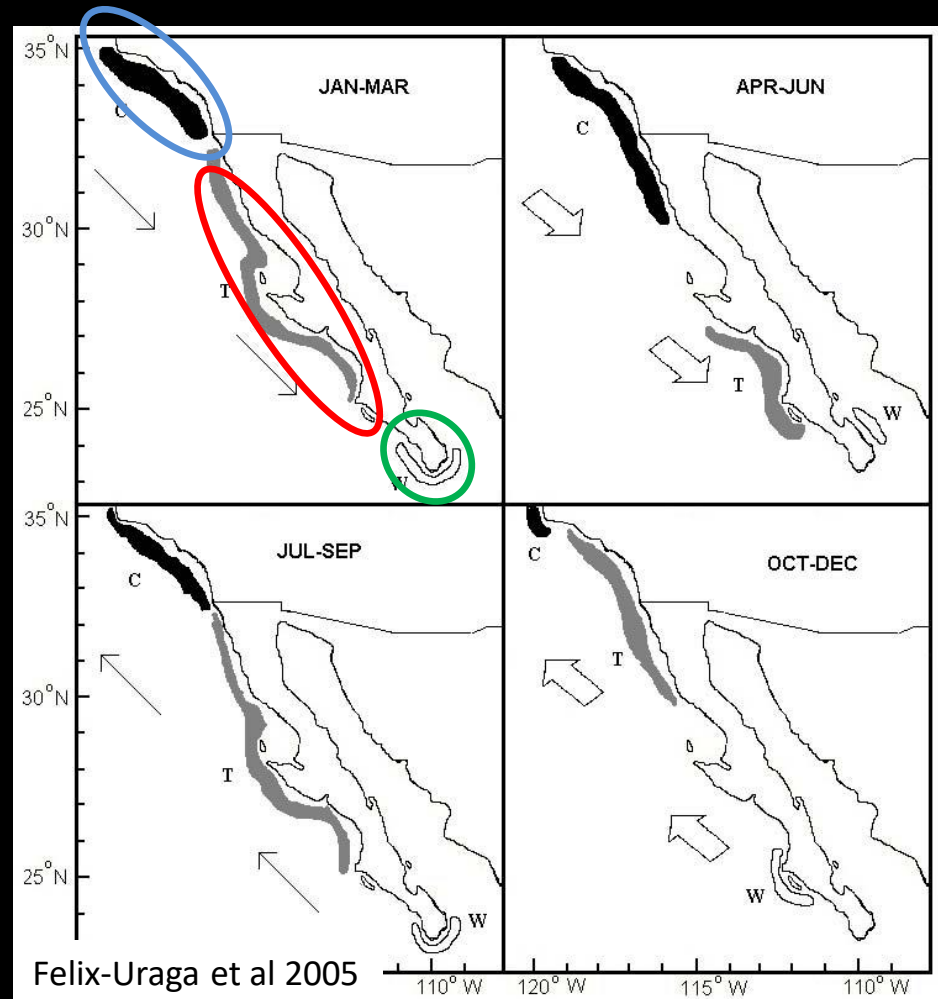 35°N
JAN-MAR
C
30°N
T
25°N
W
APR-JUN
C
T
W
35°N
JUL-SEP
C
30°N
T
25°N
W
OCT-DEC
C
T
W
Felix-Uraga et al 2005
110° W
120° W
115° W
110° W